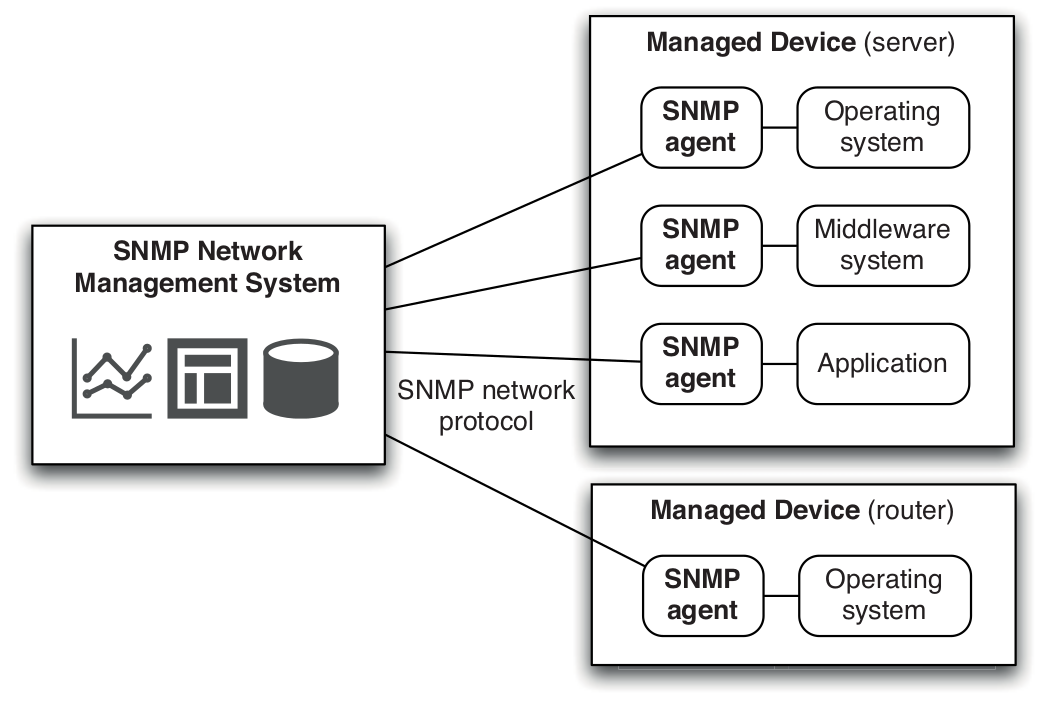 Managed Device (server)
SNMP
agent
Operating
system
SNMP
agent
Middleware
system
SNMP
agent
Application
SNMP Network
Management System
SNMP network
protocol
Managed Device (router)
SNMP
agent
Operating
system